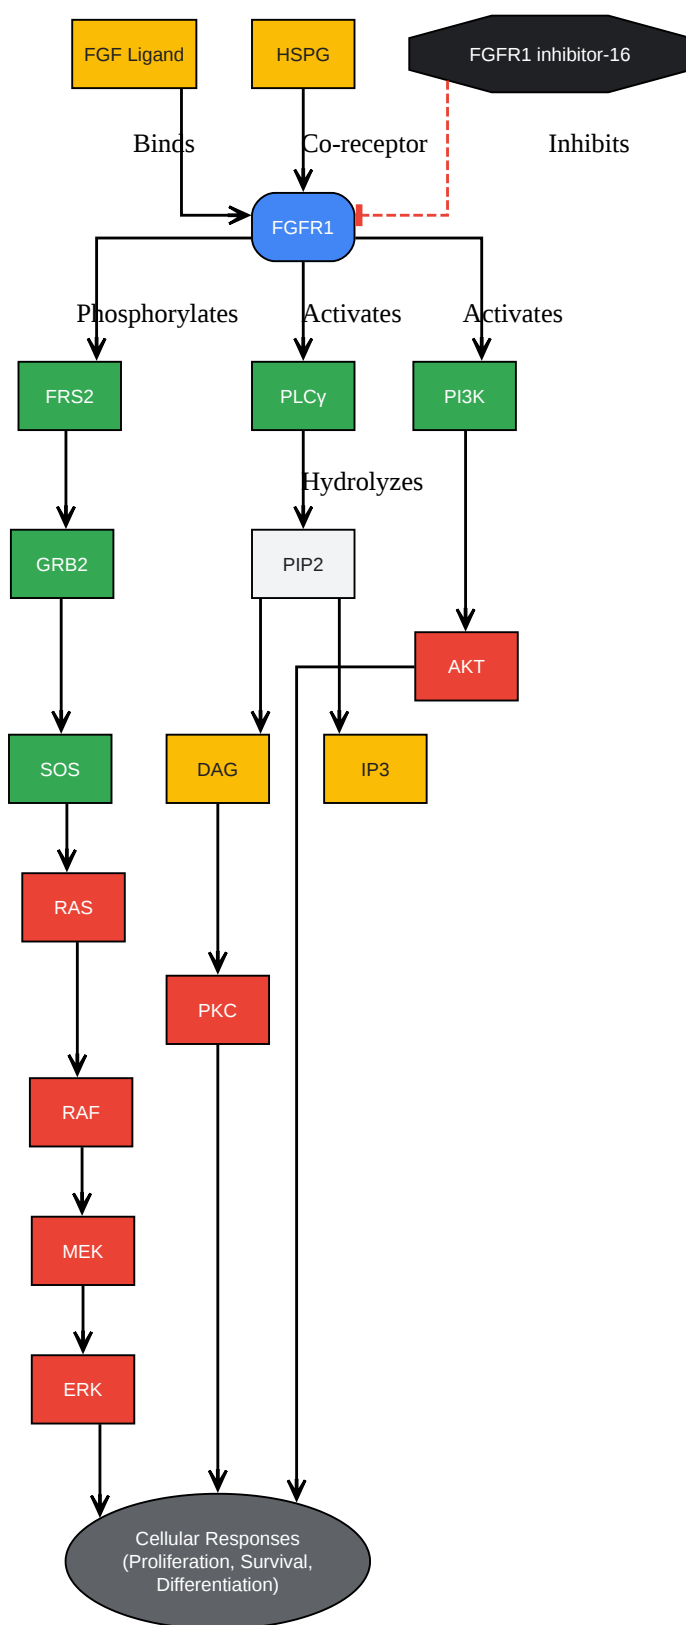 FGF Ligand
HSPG
FGFR1 inhibitor-16
Binds
Co-receptor
Inhibits
FGFR1
Phosphorylates
Activates
Activates
FRS2
PLCγ
PI3K
Hydrolyzes
GRB2
PIP2
AKT
SOS
DAG
IP3
RAS
PKC
RAF
MEK
ERK
Cellular Responses
(Proliferation, Survival,
Differentiation)